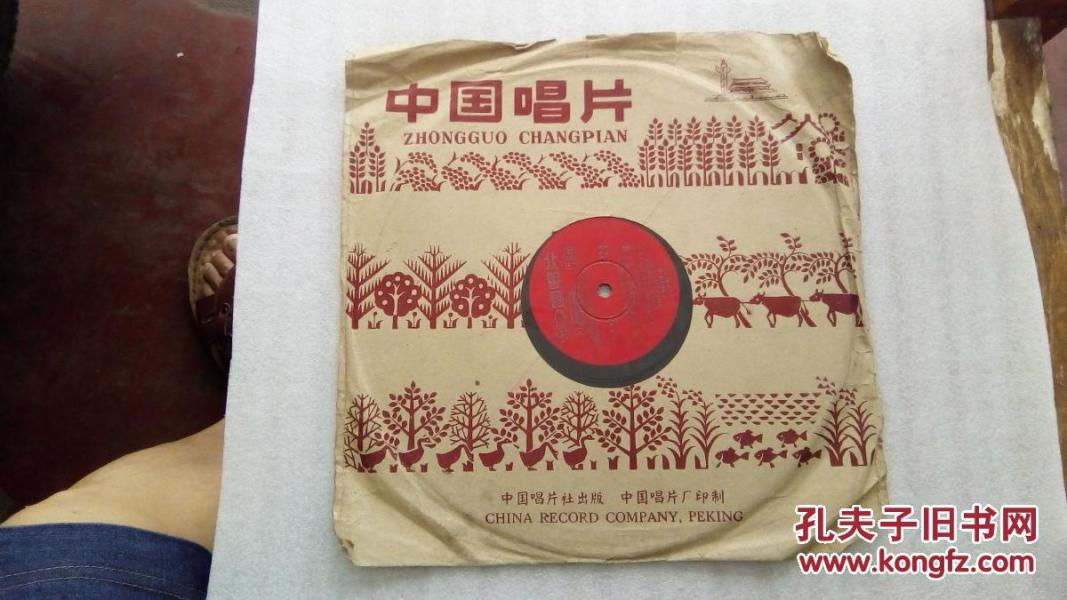 中国唱片
ZHONGGUO CHANGPIAN
中国唱片社出版 中国唱片厂印制
CHINA RECORD COMPANY, PEKING
孔夫子旧书网
www.kongfz.com